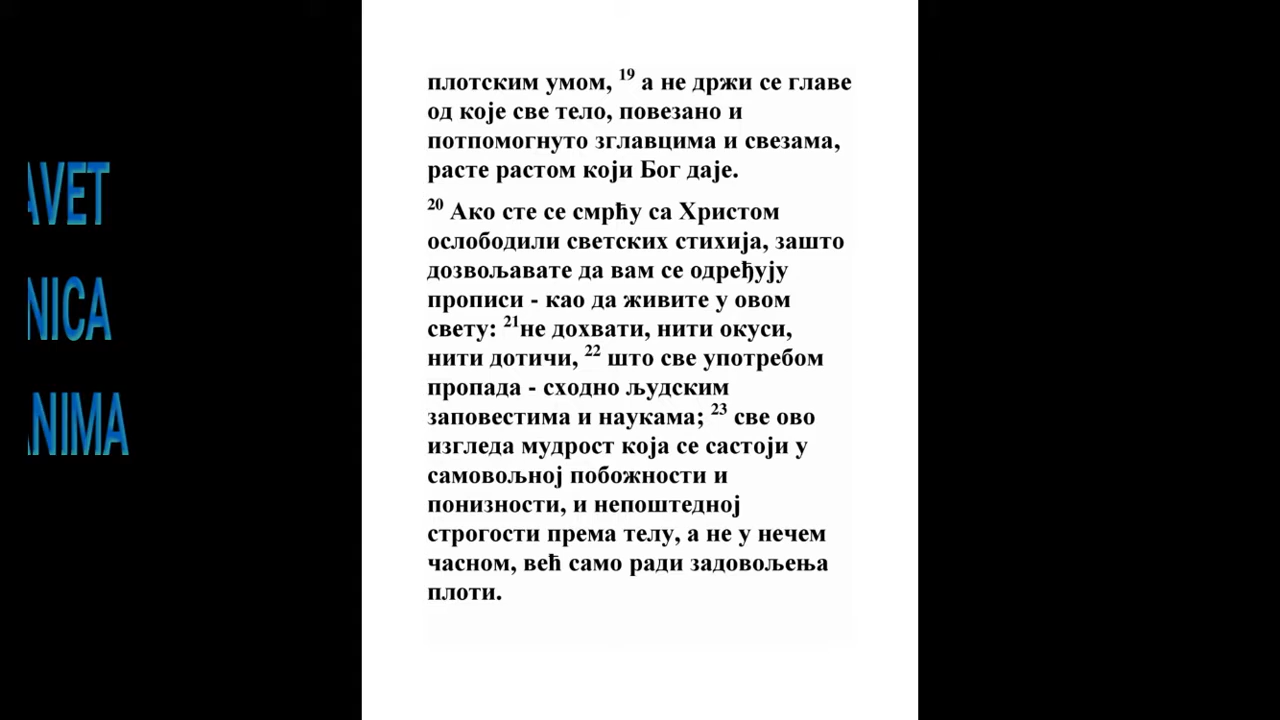 AVET
NICA
ANIMA
плотским умом, 19 а не држи се главе
од које све тело, повезано и
потпомогнуто зглавцима и свезама,
расте растом који Бог даје.
20 Ако сте се смрћу са Христом
ослободили светских стихија, зашто
дозвољавате да вам се одређују
прописи - као да живите у овом
свету: 21не дохвати, нити окуси,
нити дотичи, 22 што све употребом
пропада - сходно људским
заповестима и наукама; 23 све ово
изгледа мудрост која се састоји у
самовољној побожности и
понизности, и непоштедној
строгости према телу, а не у нечем
часном, већ само ради задовољења
плоти.